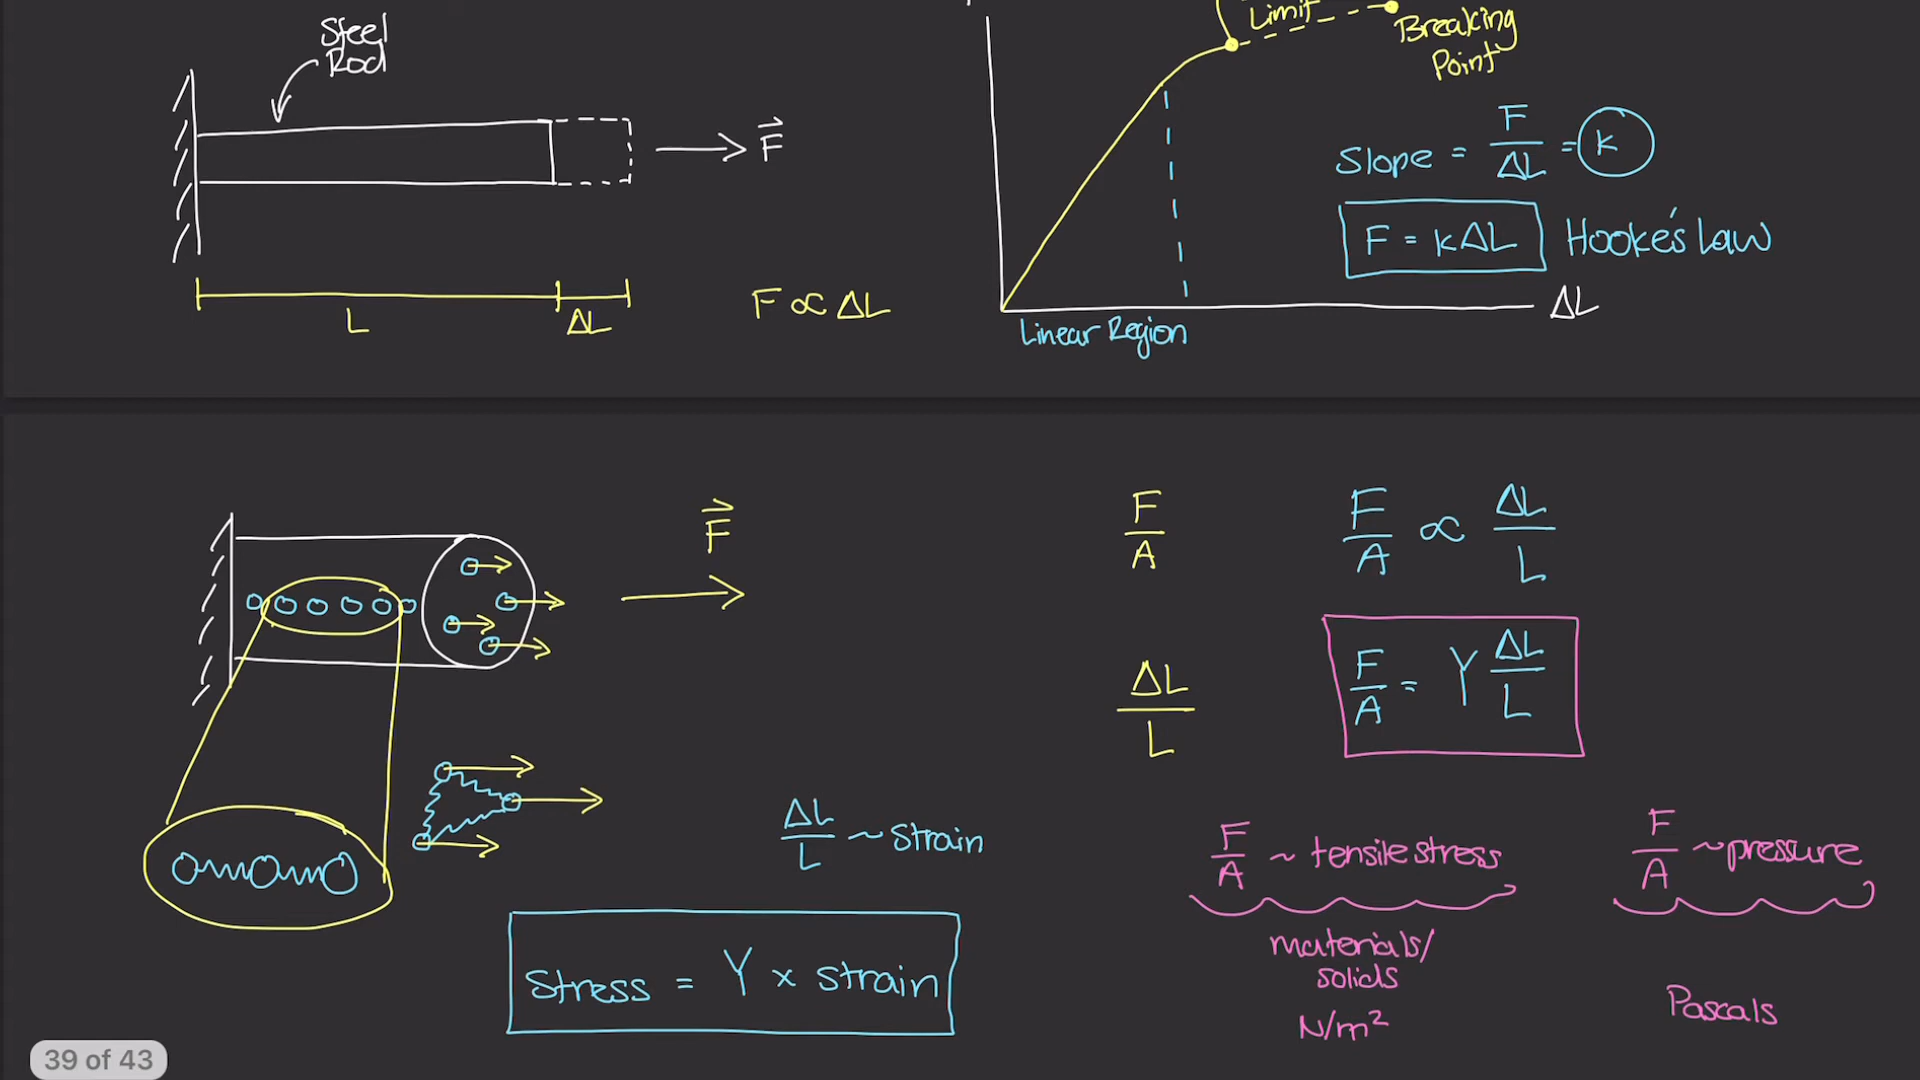 Steel
Rod
F⃗
L
ΔL
F ∝ ΔL
Limit
Breaking
Point
Slope = F/ΔL = k
F = kΔL
Hooke's Law
ΔL
Linear Region
F⃗
F/A
F/A ∝ ΔL/L
ΔL/L
F/A = Y ΔL/L
ΔL/L ~ Strain
F/A ~ tensile stress
F/A ~ pressure
materials/
solids
N/m²
Pascals
Stress = Y × strain
39 of 43